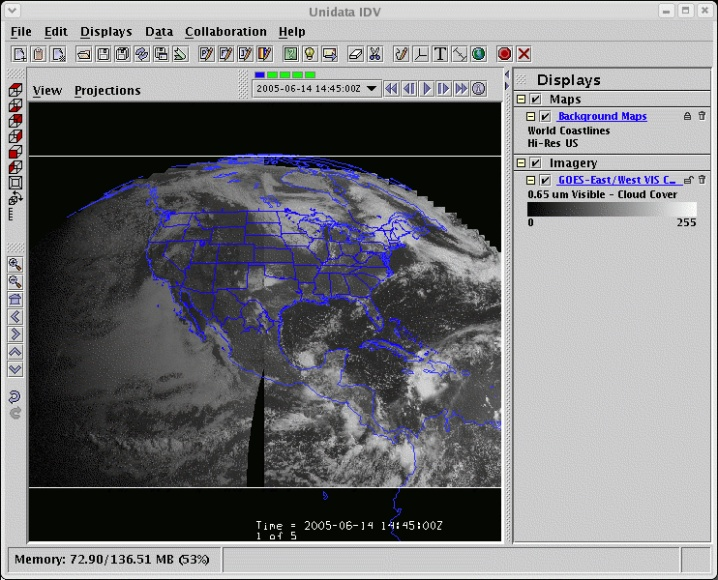 Unidata IDV
File Edit Displays Data Collaboration Help
View Projections
2005-06-14 14:45:00Z
Displays
Maps
Background Maps
World Coastlines
Hi-Res US
Imagery
GOES-East/West VIS C...
0.65 um Visible - Cloud Cover
0 255
Time = 2005-06-14 14:45:00Z
1 of 5
Memory: 72.90/136.51 MB (53%)